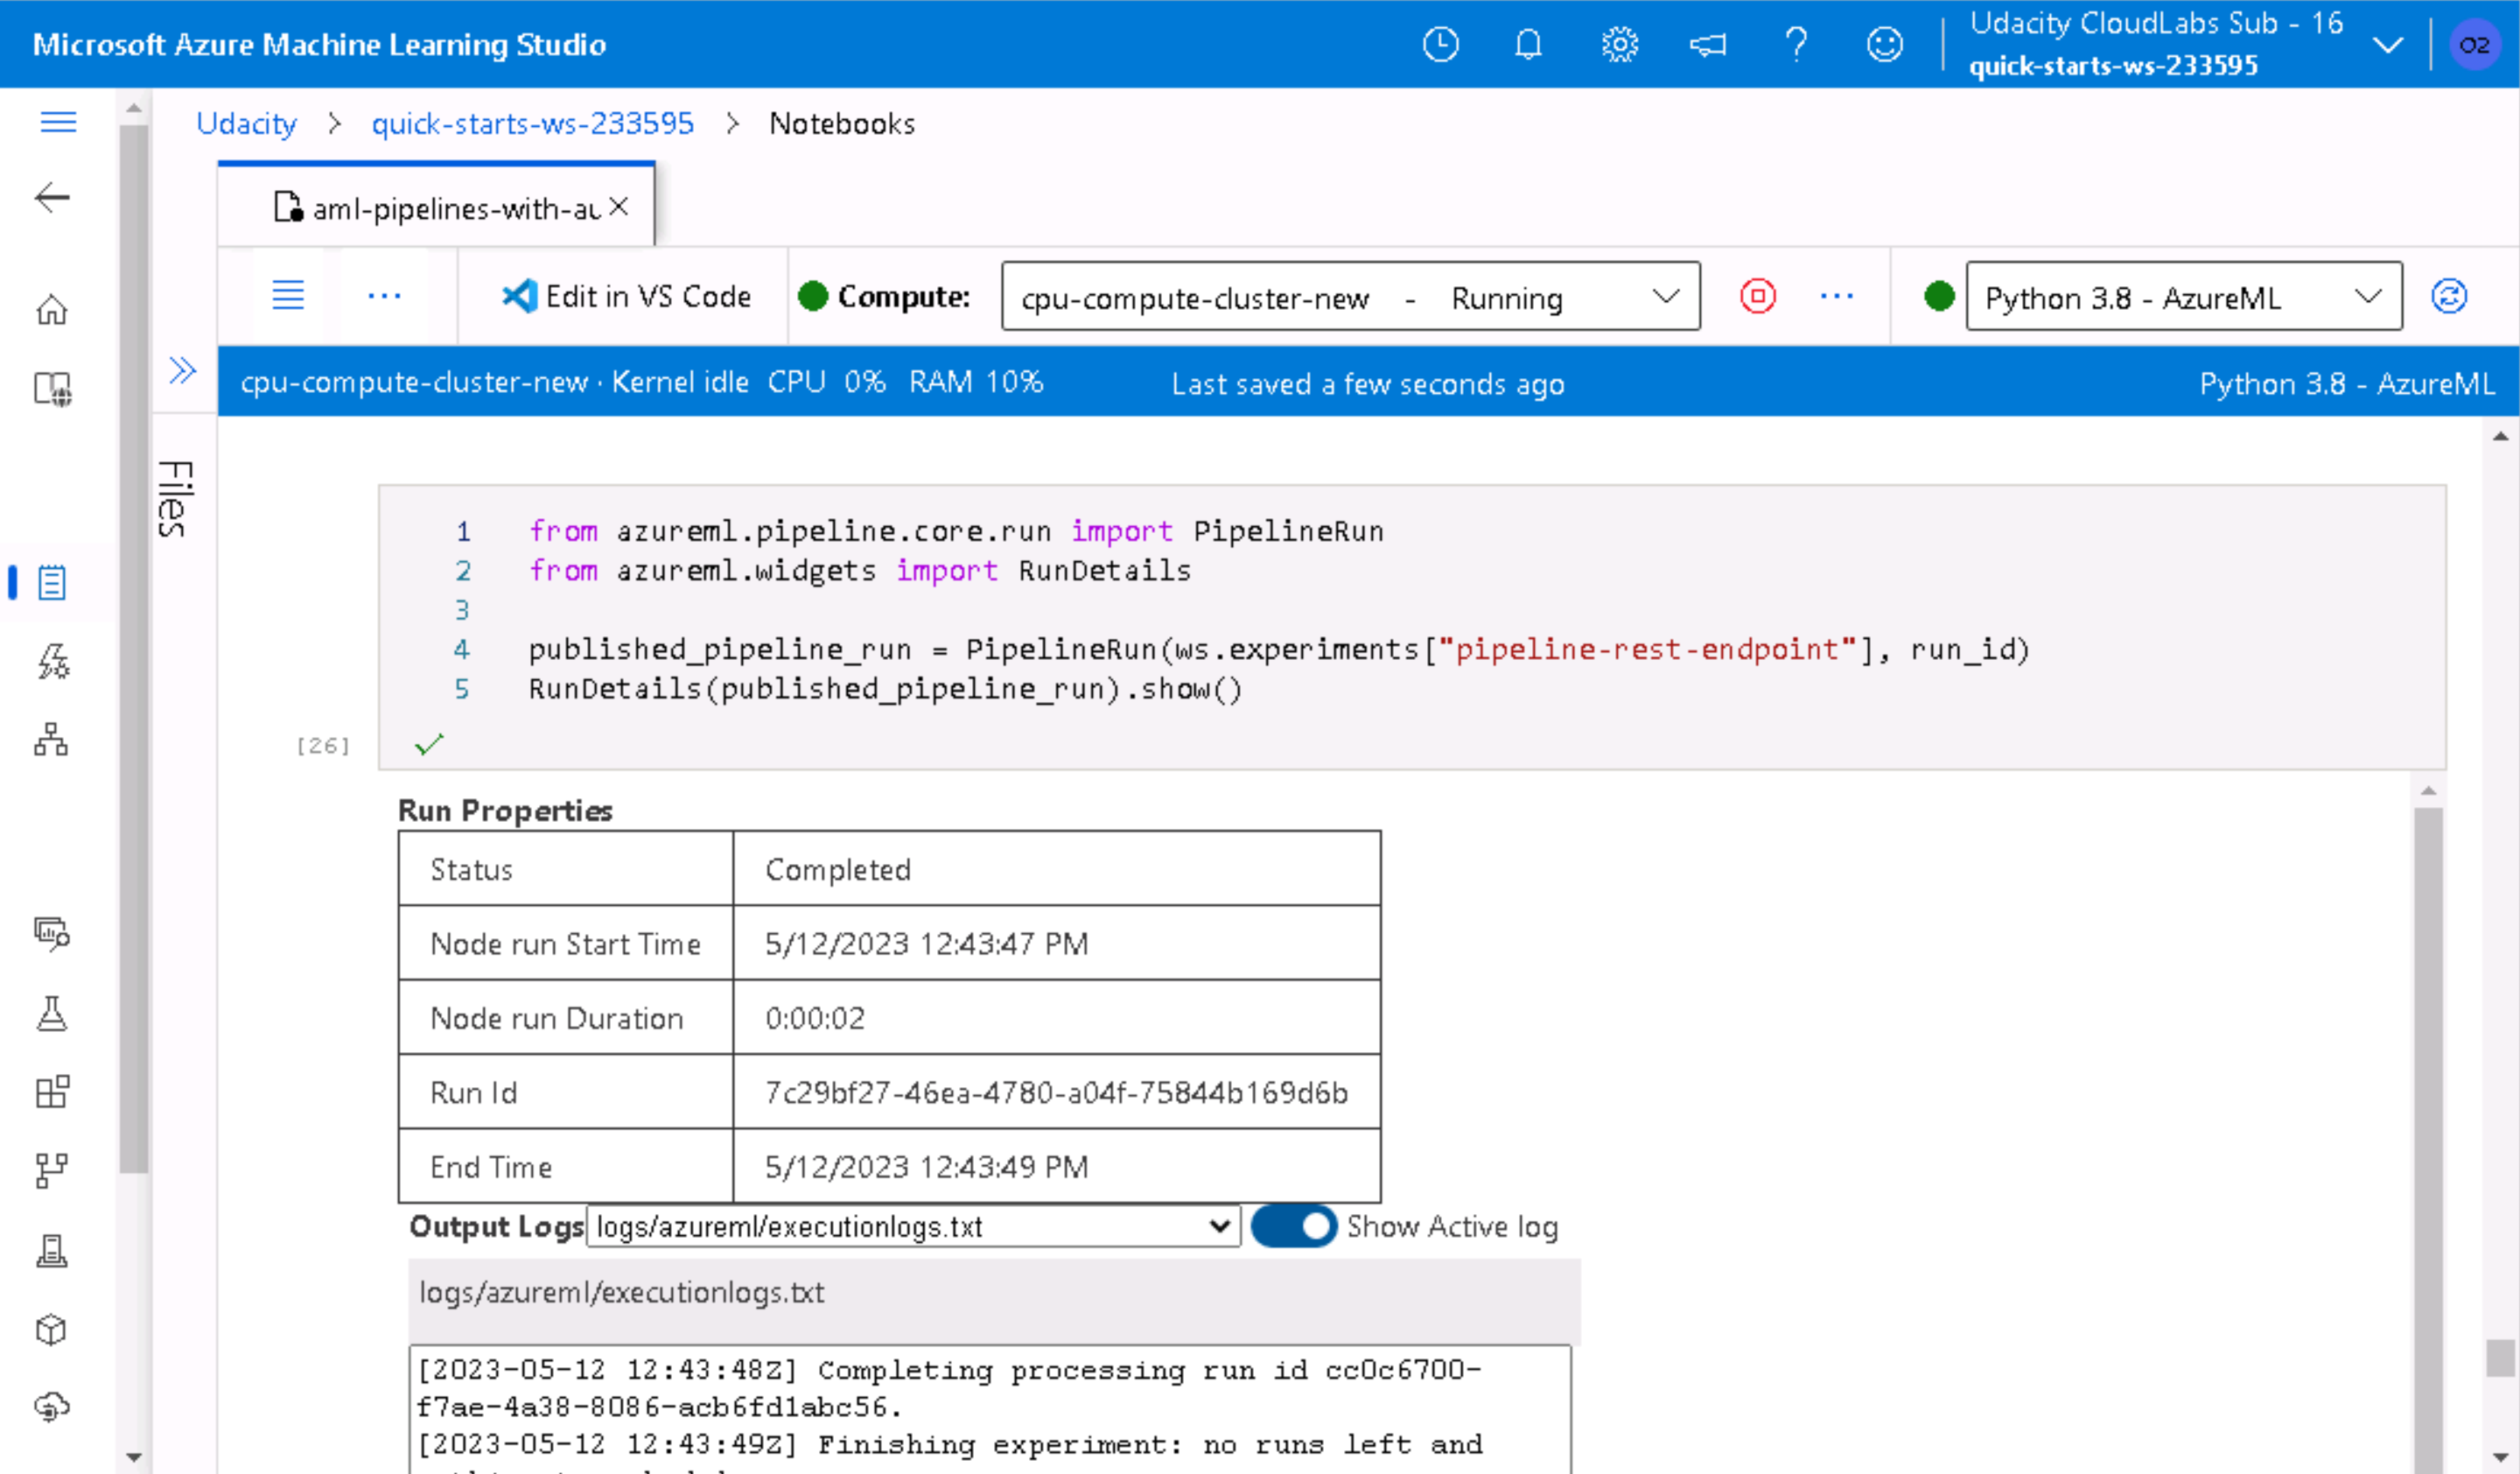 Microsoft Azure Machine Learning Studio
Udacity CloudLabs Sub - 16
quick-starts-ws-233595
O2
Udacity > quick-starts-ws-233595 > Notebooks
aml-pipelines-with-au
Edit in VS Code
Compute:
cpu-compute-cluster-new - Running
Python 3.8 - AzureML
cpu-compute-cluster-new · Kernel idle CPU 0% RAM 10%
Last saved a few seconds ago
Python 3.8 - AzureML
Files
1 from azureml.pipeline.core.run import PipelineRun
2 from azureml.widgets import RunDetails
3
4 published_pipeline_run = PipelineRun(ws.experiments["pipeline-rest-endpoint"], run_id)
5 RunDetails(published_pipeline_run).show()
[26]
Run Properties
Status Completed
Node run Start Time 5/12/2023 12:43:47 PM
Node run Duration 0:00:02
Run Id 7c29bf27-46ea-4780-a04f-75844b169d6b
End Time 5/12/2023 12:43:49 PM
Output Logs logs/azureml/executionlogs.txt Show Active log
logs/azureml/executionlogs.txt
[2023-05-12 12:43:48Z] Completing processing run id cc0c6700-
f7ae-4a38-8086-acb6fd1abc56.
[2023-05-12 12:43:49Z] Finishing experiment: no runs left and